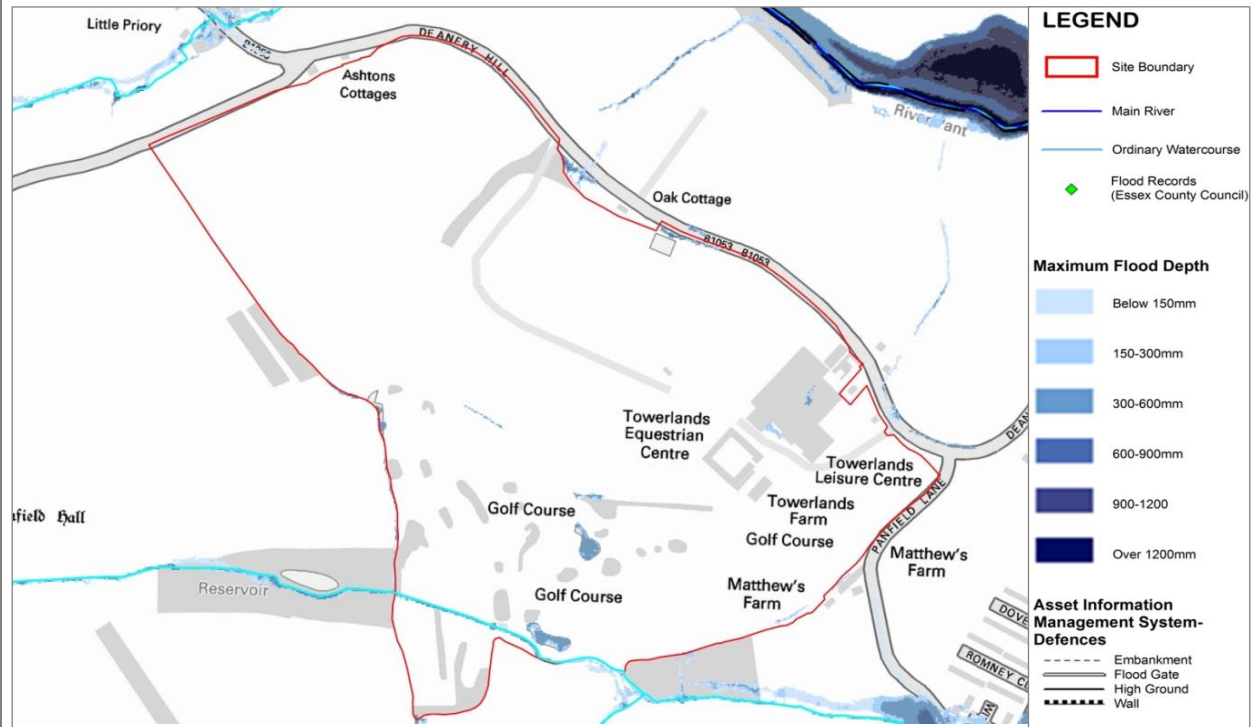 Little Priory
B1053
DEANERY HILL
Ashtons
Cottages
River Pant
Oak Cottage
B1053 B1053
Towerlands
Equestrian
Centre
Towerlands
Leisure Centre
Towerlands
Farm
Golf Course
Golf Course
Golf Course
PANFIELD LANE
DEAN
Matthew's
Farm
Matthew's
Farm
nfield Hall
Reservoir
DOVE
ROMNEY CL
LEGEND
Site Boundary
Main River
Ordinary Watercourse
Flood Records
(Essex County Council)
Maximum Flood Depth
Below 150mm
150-300mm
300-600mm
600-900mm
900-1200
Over 1200mm
Asset Information
Management System-
Defences
Embankment
Flood Gate
High Ground
Wall